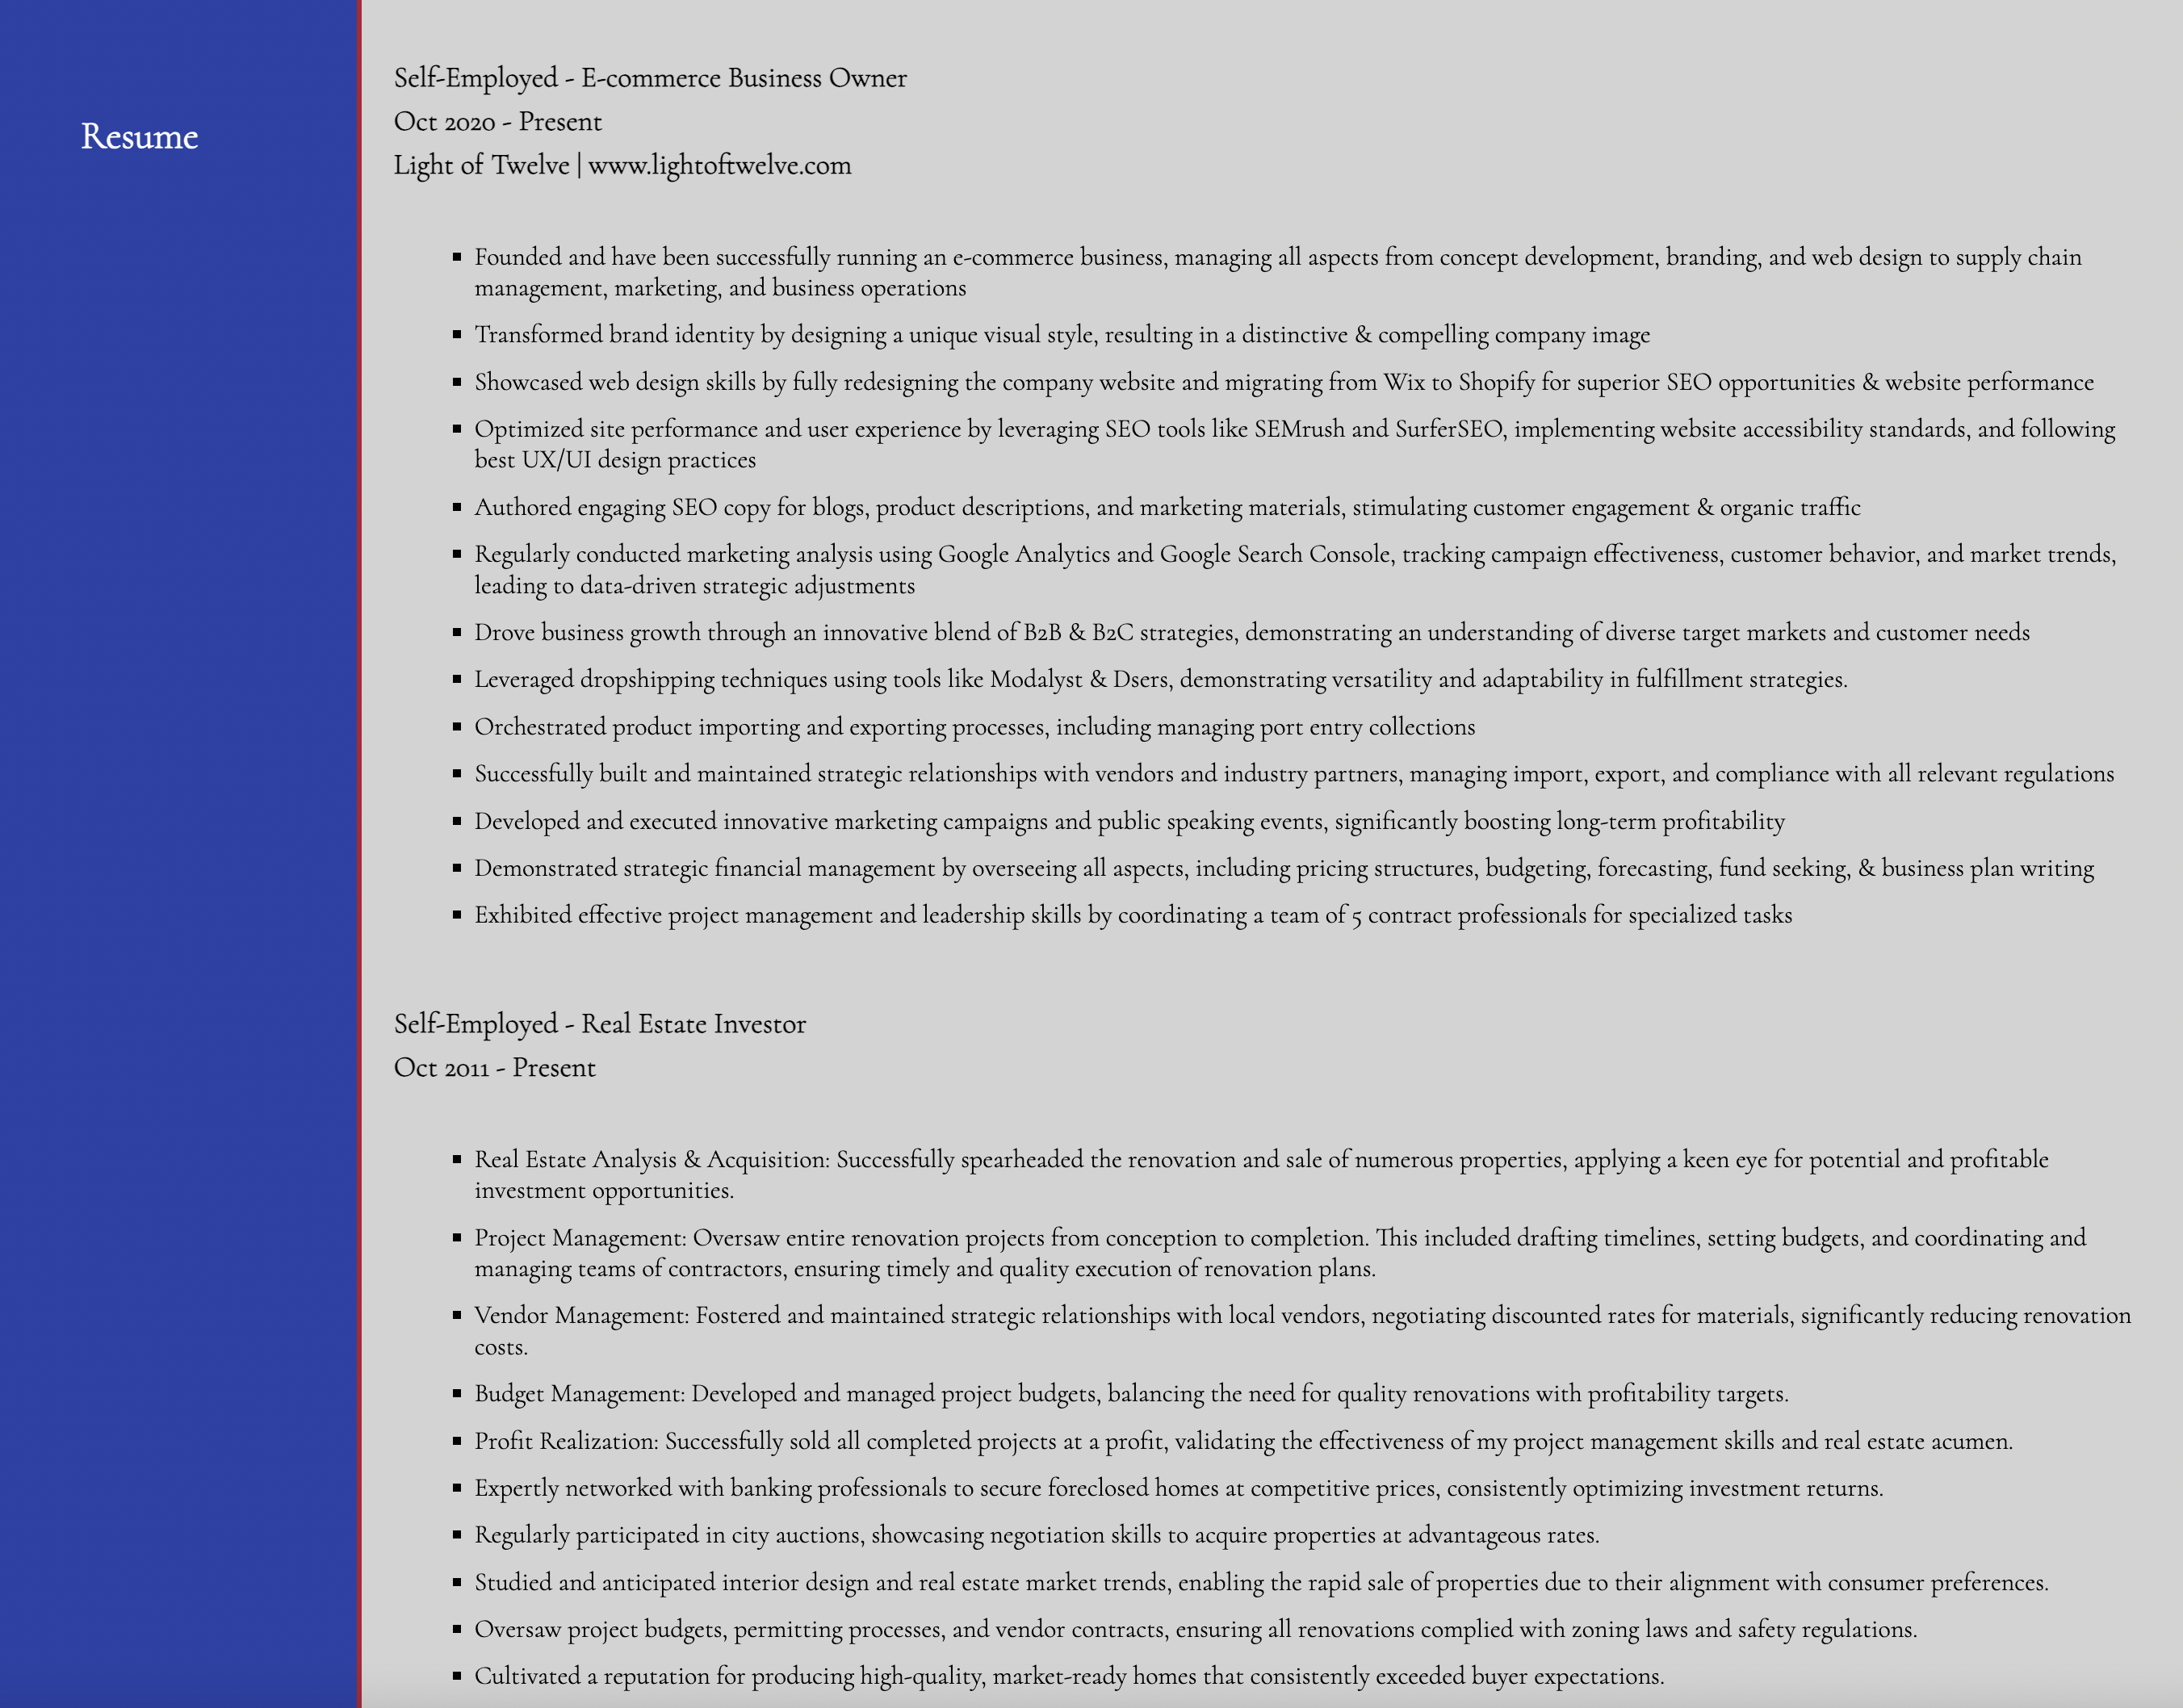 Resume
Self-Employed - E-commerce Business Owner
Oct 2020 - Present
Light of Twelve | www.lightoftwelve.com
Founded and have been successfully running an e-commerce business, managing all aspects from concept development, branding, and web design to supply chain
management, marketing, and business operations
Transformed brand identity by designing a unique visual style, resulting in a distinctive & compelling company image
Showcased web design skills by fully redesigning the company website and migrating from Wix to Shopify for superior SEO opportunities & website performance
Optimized site performance and user experience by leveraging SEO tools like SEMrush and SurferSEO, implementing website accessibility standards, and following
best UX/UI design practices
Authored engaging SEO copy for blogs, product descriptions, and marketing materials, stimulating customer engagement & organic traffic
Regularly conducted marketing analysis using Google Analytics and Google Search Console, tracking campaign effectiveness, customer behavior, and market trends,
leading to data-driven strategic adjustments
Drove business growth through an innovative blend of B2B & B2C strategies, demonstrating an understanding of diverse target markets and customer needs
Leveraged dropshipping techniques using tools like Modalyst & Dsers, demonstrating versatility and adaptability in fulfillment strategies.
Orchestrated product importing and exporting processes, including managing port entry collections
Successfully built and maintained strategic relationships with vendors and industry partners, managing import, export, and compliance with all relevant regulations
Developed and executed innovative marketing campaigns and public speaking events, significantly boosting long-term profitability
Demonstrated strategic financial management by overseeing all aspects, including pricing structures, budgeting, forecasting, fund seeking, & business plan writing
Exhibited effective project management and leadership skills by coordinating a team of 5 contract professionals for specialized tasks
Self-Employed - Real Estate Investor
Oct 2011 - Present
Real Estate Analysis & Acquisition: Successfully spearheaded the renovation and sale of numerous properties, applying a keen eye for potential and profitable
investment opportunities.
Project Management: Oversaw entire renovation projects from conception to completion. This included drafting timelines, setting budgets, and coordinating and
managing teams of contractors, ensuring timely and quality execution of renovation plans.
Vendor Management: Fostered and maintained strategic relationships with local vendors, negotiating discounted rates for materials, significantly reducing renovation
costs.
Budget Management: Developed and managed project budgets, balancing the need for quality renovations with profitability targets.
Profit Realization: Successfully sold all completed projects at a profit, validating the effectiveness of my project management skills and real estate acumen.
Expertly networked with banking professionals to secure foreclosed homes at competitive prices, consistently optimizing investment returns.
Regularly participated in city auctions, showcasing negotiation skills to acquire properties at advantageous rates.
Studied and anticipated interior design and real estate market trends, enabling the rapid sale of properties due to their alignment with consumer preferences.
Oversaw project budgets, permitting processes, and vendor contracts, ensuring all renovations complied with zoning laws and safety regulations.
Cultivated a reputation for producing high-quality, market-ready homes that consistently exceeded buyer expectations.